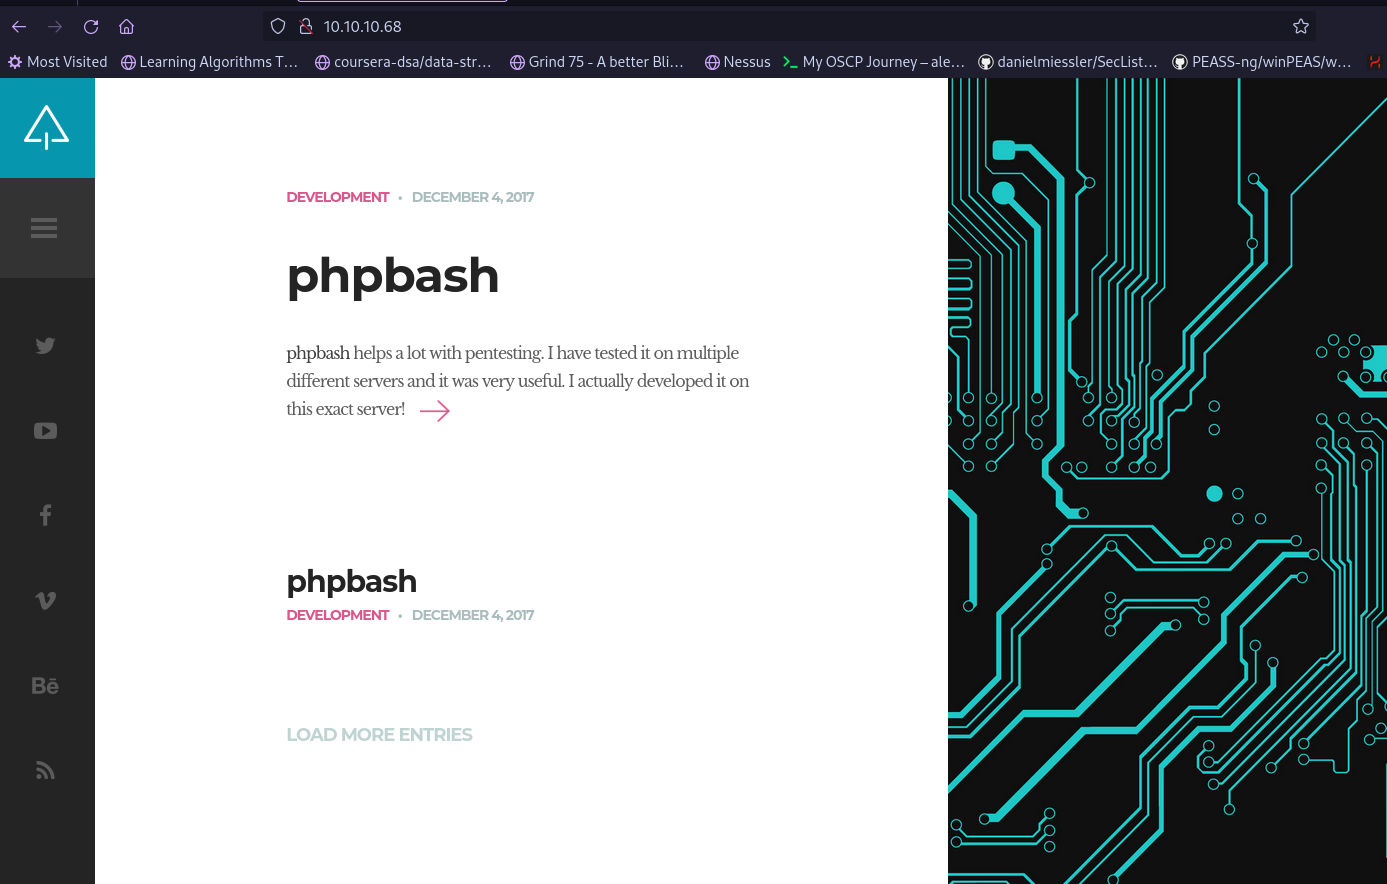 10.10.10.68
Most Visited Learning Algorithms T… coursera-dsa/data-str… Grind 75 - A better Bli… Nessus My OSCP Journey – ale… danielmiessler/SecList… PEASS-ng/winPEAS/w…
DEVELOPMENT • DECEMBER 4, 2017
phpbash
phpbash helps a lot with pentesting. I have tested it on multiple
different servers and it was very useful. I actually developed it on
this exact server!
phpbash
DEVELOPMENT • DECEMBER 4, 2017
LOAD MORE ENTRIES
Bē